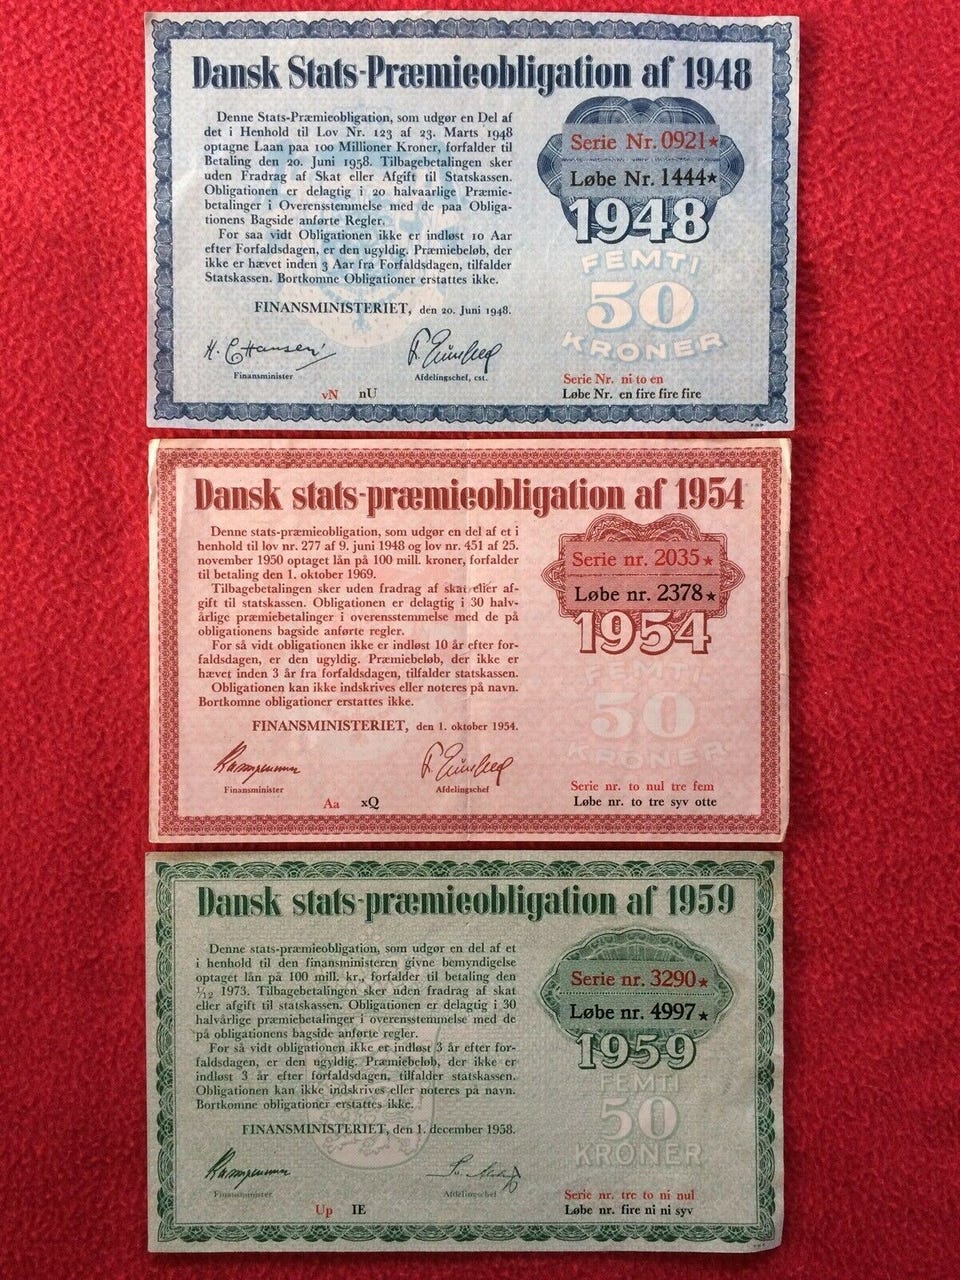 Dansk Stats-Præmieobligation af 1948
Denne Stats-Præmieobligation, som udgør en Del af
det i Henhold til Lov Nr. 123 af 23. Marts 1948
optagne Laan paa 100 Millioner Kroner, forfalder til
Betaling den 20. Juni 1958. Tilbagebetalingen sker
uden Fradrag af Skat eller Afgift til Statskassen.
Obligationen er delagtig i 20 halvaarlige Præmie-
betalinger i Overensstemmelse med de paa Obliga-
tionens Bagside anførte Regler.
For saa vidt Obligationen ikke er indløst 10 Aar
efter Forfaldsdagen, er den ugyldig. Præmiebeløb, der
ikke er hævet inden 3 Aar fra Forfaldsdagen, tilfalder
Statskassen. Bortkomne Obligationer erstattes ikke.
FINANSMINISTERIET, den 20. Juni 1948.
H. C Hansen
Finansminister
Afdelingschef, cst.
vN nU
Serie Nr. 0921★
Løbe Nr. 1444★
1948
FEMTI
50
KRONER
Serie Nr. ni to en
Løbe Nr. en fire fire fire
Dansk stats-præmieobligation af 1954
Denne stats-præmieobligation, som udgør en del af et i
henhold til lov nr. 277 af 9. juni 1948 og lov nr. 451 af 25.
november 1950 optaget lån på 100 mill. kroner, forfalder
til betaling den 1. oktober 1969.
Tilbagebetalingen sker uden fradrag af skat eller af-
gift til statskassen. Obligationen er delagtig i 30 halv-
årlige præmiebetalinger i overensstemmelse med de på
obligationens bagside anførte regler.
For så vidt obligationen ikke er indløst 10 år efter for-
faldsdagen, er den ugyldig. Præmiebeløb, der ikke er
hævet inden 3 år fra forfaldsdagen, tilfalder statskassen.
Obligationen kan ikke indskrives eller noteres på navn.
Bortkomne obligationer erstattes ikke.
FINANSMINISTERIET, den 1. oktober 1954.
Finansminister
Afdelingschef
Aa xQ
Serie nr. 2035★
Løbe nr. 2378★
1954
FEMTI
50
KRONER
Serie nr. to nul tre fem
Løbe nr. to tre syv otte
Dansk stats-præmieobligation af 1959
Denne stats-præmieobligation, som udgør en del af et
i henhold til den finansministeren givne bemyndigelse
optaget lån på 100 mill. kr., forfalder til betaling den
1/12 1973. Tilbagebetalingen sker uden fradrag af skat
eller afgift til statskassen. Obligationen er delagtig i 30
halvårlige præmiebetalinger i overensstemmelse med de
på obligationens bagside anførte regler.
For så vidt obligationen ikke er indløst 3 år efter for-
faldsdagen, er den ugyldig. Præmiebeløb, der ikke er
indløst 3 år efter forfaldsdagen, tilfalder statskassen.
Obligationen kan ikke indskrives eller noteres på navn.
Bortkomne obligationer erstattes ikke.
FINANSMINISTERIET, den 1. december 1958.
Finansminister
Afdelingschef
Up IE
Serie nr. 3290★
Løbe nr. 4997★
1959
FEMTI
50
KRONER
Serie nr. tre to ni nul
Løbe nr. fire ni ni syv